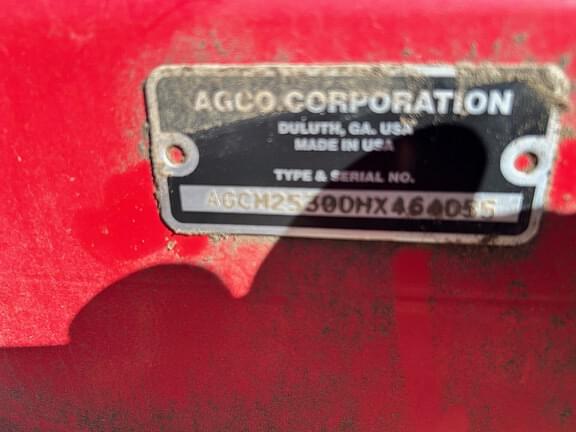 AGCO CORPORATION
DULUTH, GA. USA
MADE IN USA
TYPE & SERIAL NO.
AGCM25300HX464055